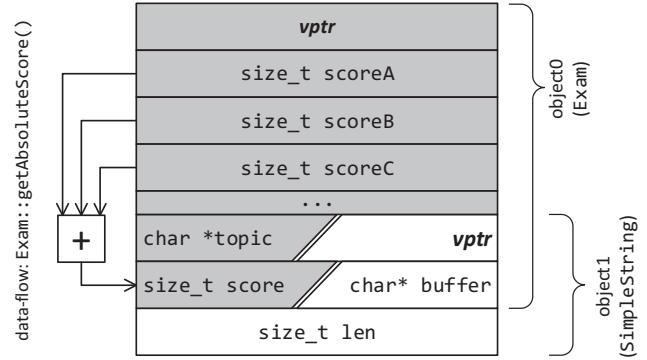 data-flow: Exam::getAbsoluteScore()
vptr
size_t scoreA
size_t scoreB
size_t scoreC
...
+
char *topic
vptr
size_t score
char* buffer
size_t len
object0
(Exam)
object1
(SimpleString)